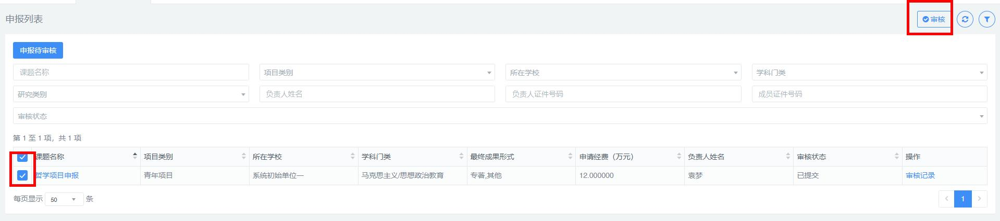 申报列表
审核
申报待审核
课题名称 项目类别 所在学校 学科门类
研究类别 负责人姓名 负责人证件号码 成员证件号码
审核状态
第 1 至 1 项，共 1 项
课题名称 项目类别 所在学校 学科门类 最终成果形式 申请经费（万元） 负责人姓名 审核状态 操作
哲学项目申报 青年项目 系统初始单位一 马克思主义/思想政治教育 专著,其他 12.000000 袁梦 已提交 审核记录
每页显示 50 条 1